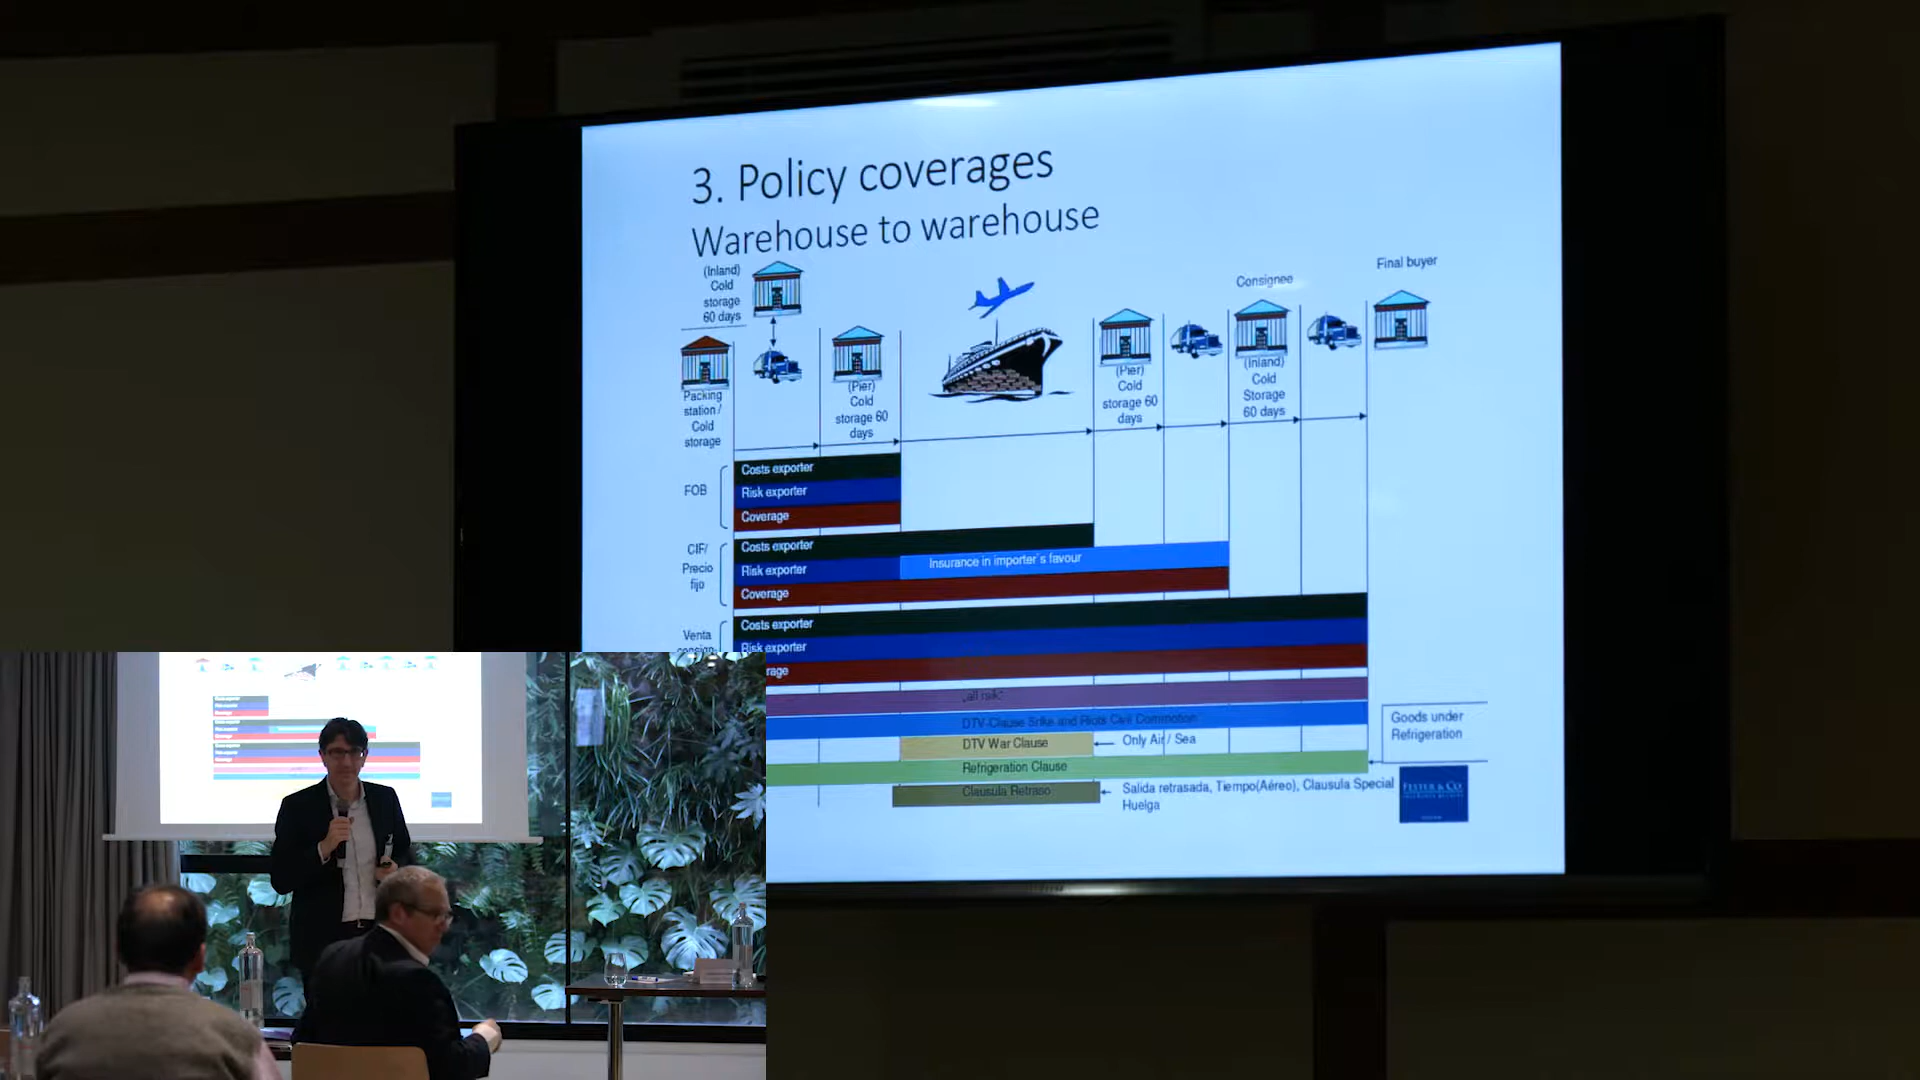 3. Policy coverages
Warehouse to warehouse
(Inland)
Cold
storage
60 days
Consignee
Final buyer
Packing
station /
Cold
storage
(Pier)
Cold
storage 60
days
(Pier)
Cold
storage 60
days
(Inland)
Cold
Storage
60 days
FOB
Costs exporter
Risk exporter
Coverage
CIF/
Precio
fijo
Costs exporter
Risk exporter
Insurance in importer´s favour
Coverage
Venta
Costs exporter
Risk exporter
rage
„all risk“
DTV-Clause Srike and Riots Civil Commotion
DTV War Clause
Only Air / Sea
Goods under
Refrigeration
Refrigeration Clause
Clausula Retraso
Salida retrasada, Tiempo(Aéreo), Clausula Special
Huelga